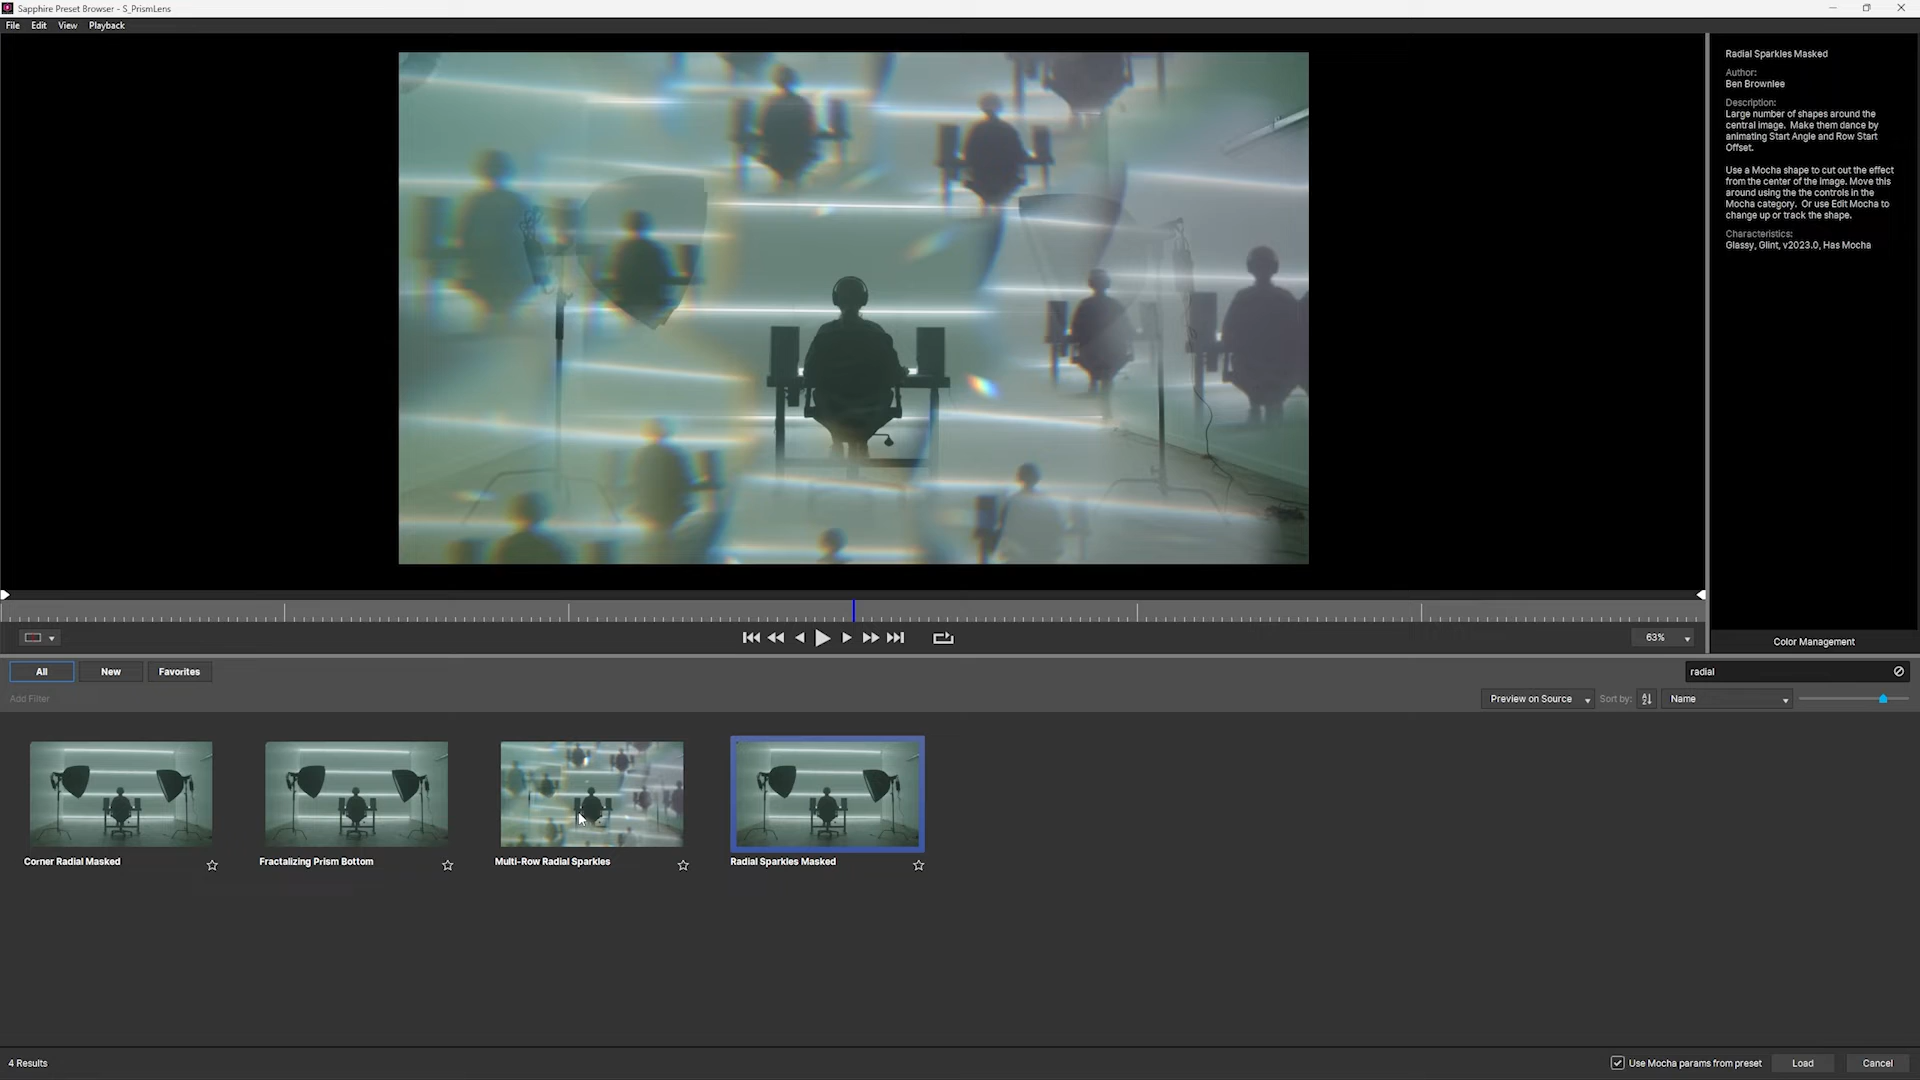 Sapphire Preset Browser - S_PrismLens
File Edit View Playback
Radial Sparkles Masked
Author:
Ben Brownlee
Description:
Large number of shapes around the
central image. Make them dance by
animating Start Angle and Row Start
Offset.
Use a Mocha shape to cut out the effect
from the center of the image. Move this
around using the the controls in the
Mocha category. Or use Edit Mocha to
change up or track the shape.
Characteristics:
Glassy, Glint, v2023.0, Has Mocha
63%
Color Management
All New Favorites
radial
Add Filter
Preview on Source Sort by: Name
Corner Radial Masked
Fractalizing Prism Bottom
Multi-Row Radial Sparkles
Radial Sparkles Masked
4 Results
Use Mocha params from preset
Load
Cancel